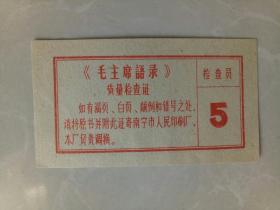 《毛主席語录》
质量检查证
如有漏页、白页、颠倒和错号之处，
请将原书并附此证寄南宁市人民印刷厂，
本厂负责调换。
检查员
5